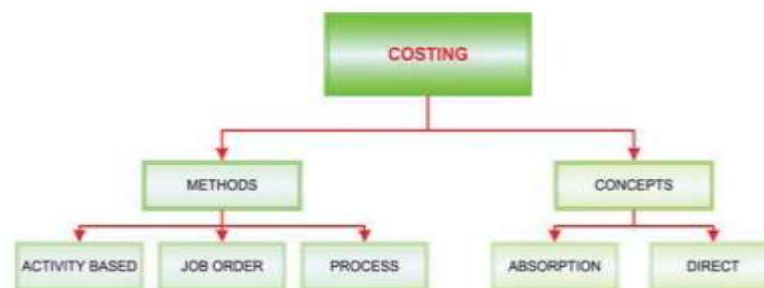 COSTING
METHODS
CONCEPTS
ACTIVITY BASED
JOB ORDER
PROCESS
ABSORPTION
DIRECT